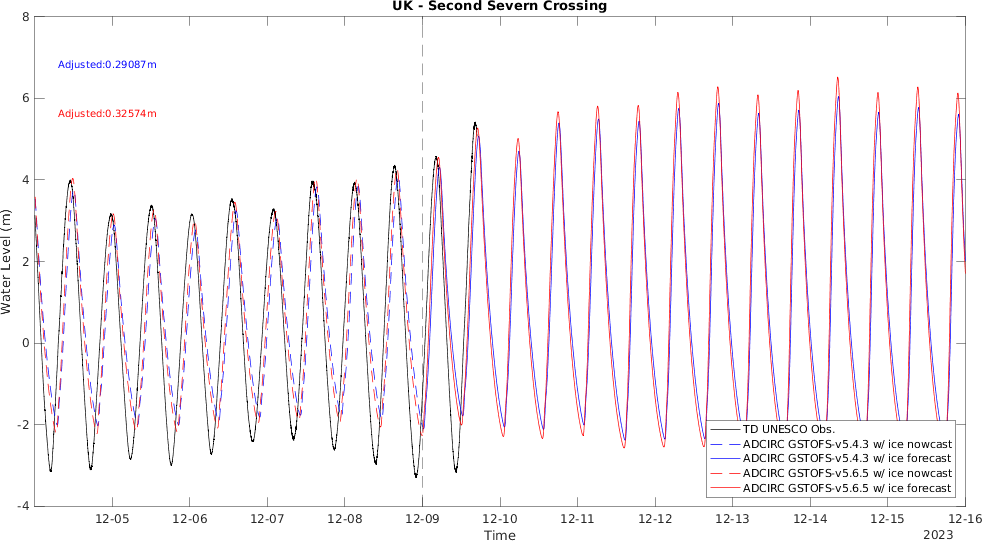 UK - Second Severn Crossing
8
6
4
2
0
-2
-4
Water Level (m)
Adjusted:0.29087m
Adjusted:0.32574m
TD UNESCO Obs.
ADCIRC GSTOFS-v5.4.3 w/ ice nowcast
ADCIRC GSTOFS-v5.4.3 w/ ice forecast
ADCIRC GSTOFS-v5.6.5 w/ ice nowcast
ADCIRC GSTOFS-v5.6.5 w/ ice forecast
12-05 12-06 12-07 12-08 12-09 12-10 12-11 12-12 12-13 12-14 12-15 12-16
Time
2023